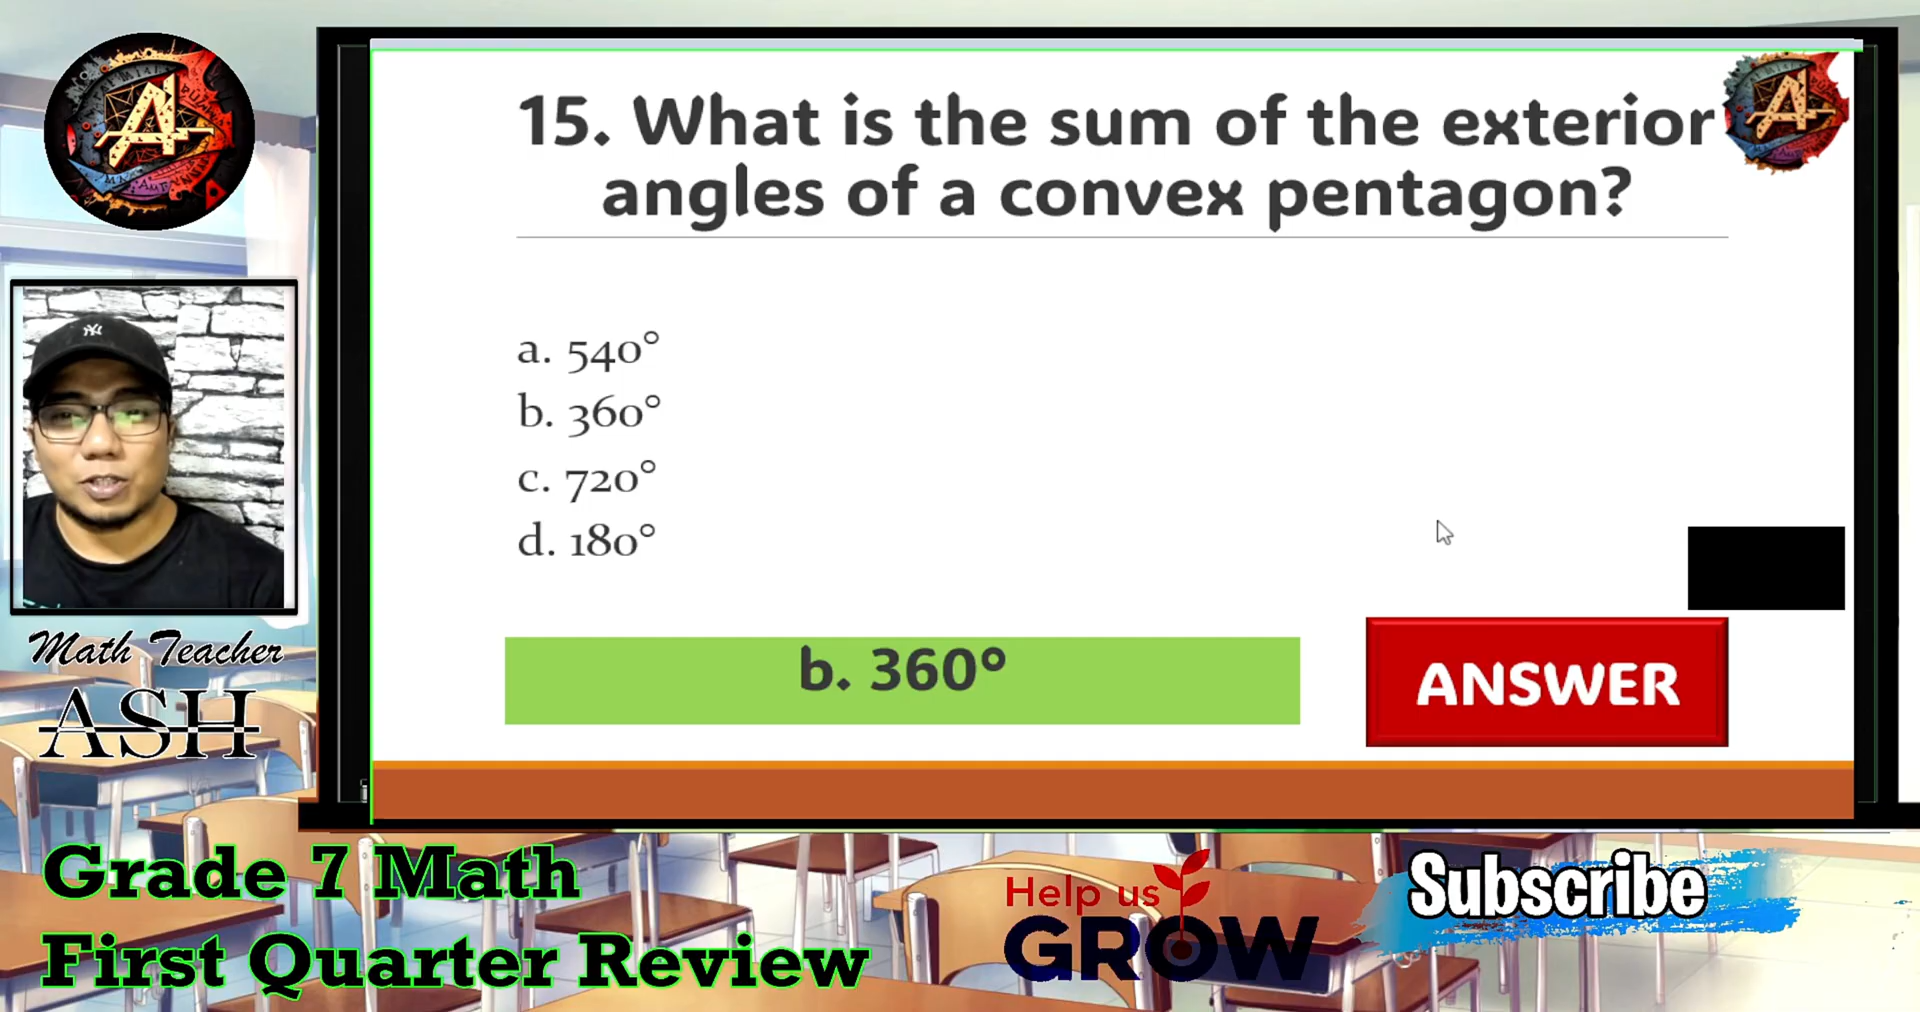 15. What is the sum of the exterior
angles of a convex pentagon?
a. 540°
b. 360°
c. 720°
d. 180°
b. 360°
ANSWER
Math Teacher
ASH
Grade 7 Math
First Quarter Review
Help us
GROW
Subscribe